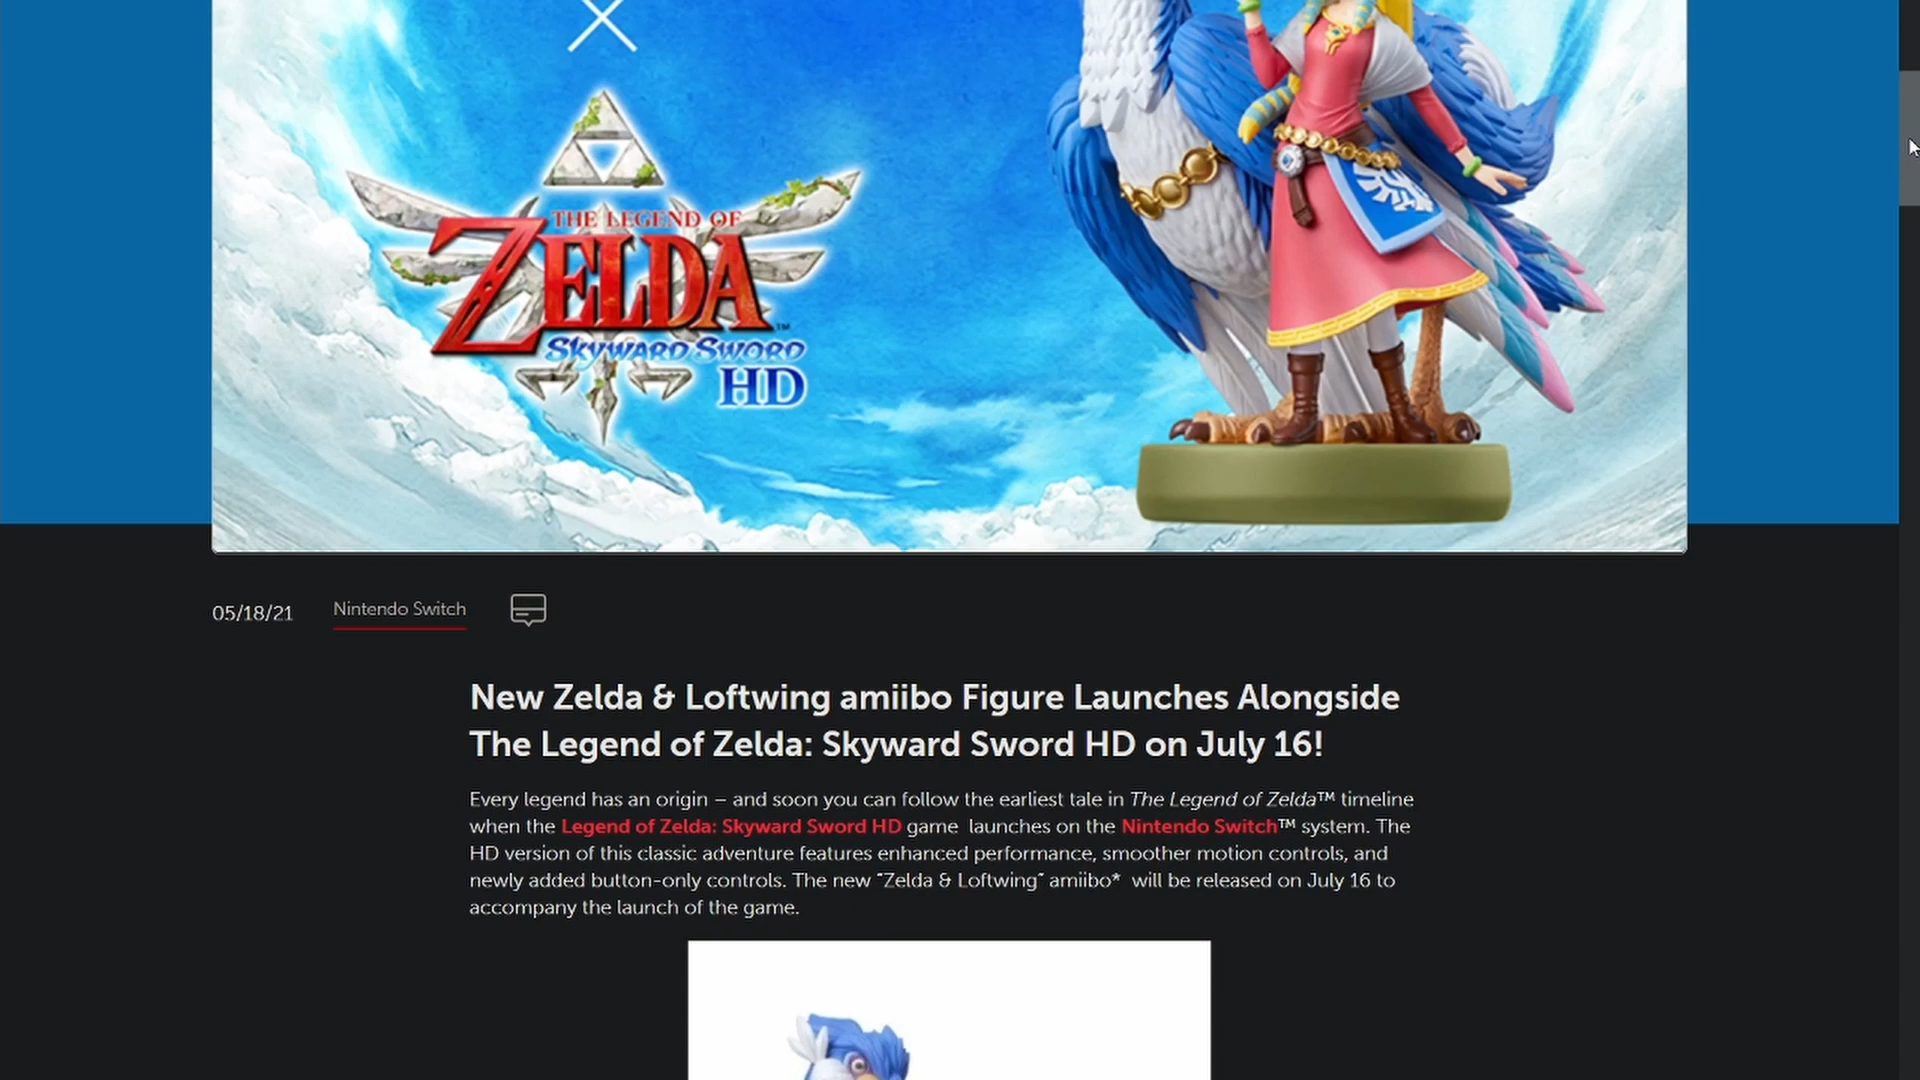 THE LEGEND OF
ZELDA™
SKYWARD SWORD
HD
05/18/21 Nintendo Switch
New Zelda & Loftwing amiibo Figure Launches Alongside
The Legend of Zelda: Skyward Sword HD on July 16!
Every legend has an origin – and soon you can follow the earliest tale in The Legend of Zelda™ timeline
when the Legend of Zelda: Skyward Sword HD game launches on the Nintendo Switch™ system. The
HD version of this classic adventure features enhanced performance, smoother motion controls, and
newly added button-only controls. The new "Zelda & Loftwing" amiibo* will be released on July 16 to
accompany the launch of the game.